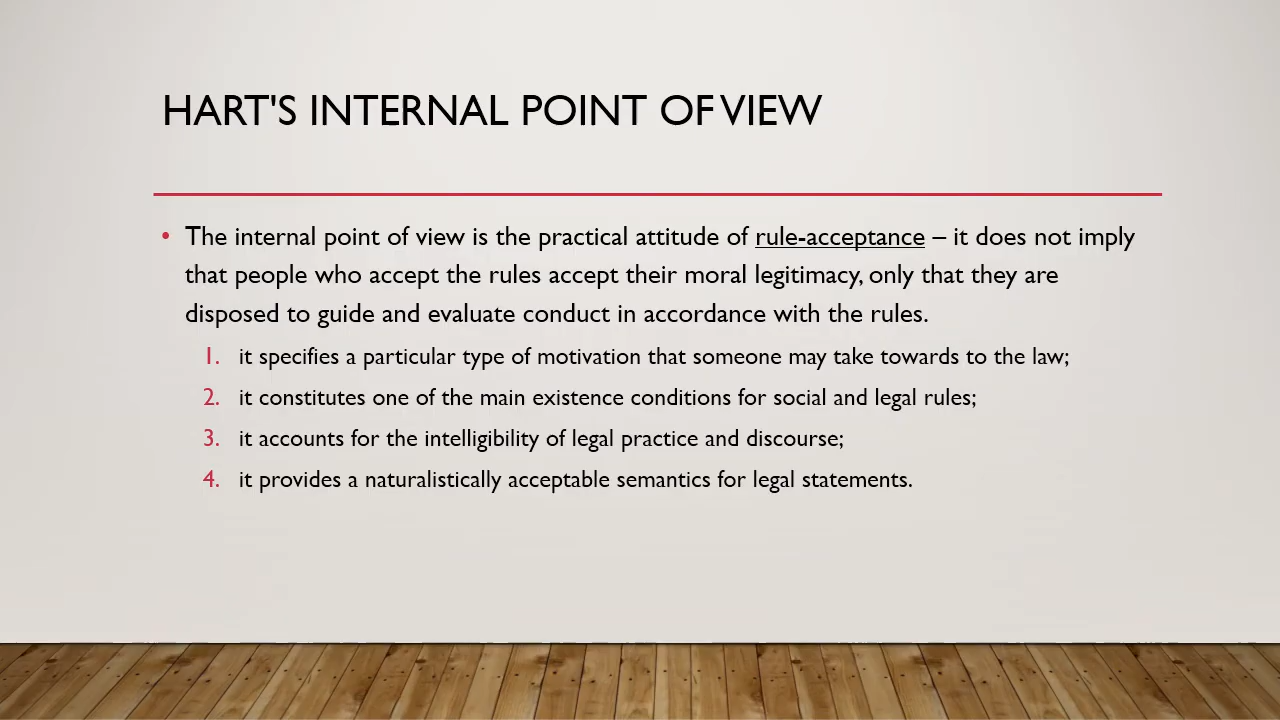 HART'S INTERNAL POINT OF VIEW
• The internal point of view is the practical attitude of rule-acceptance – it does not imply
that people who accept the rules accept their moral legitimacy, only that they are
disposed to guide and evaluate conduct in accordance with the rules.
1. it specifies a particular type of motivation that someone may take towards to the law;
2. it constitutes one of the main existence conditions for social and legal rules;
3. it accounts for the intelligibility of legal practice and discourse;
4. it provides a naturalistically acceptable semantics for legal statements.